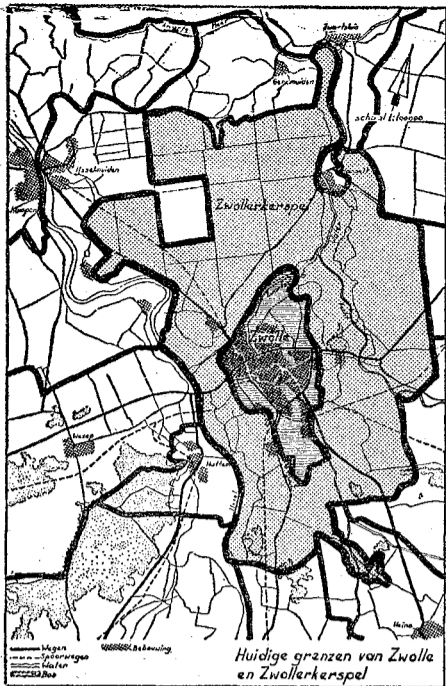 Zwartsluis
Genemuiden
schaal 1:100000
IJsselmuiden
Kampen
Hasselt
Zwollerkerspel
Zwolle
Wezep
Hattem
Heino
Wegen
Spoorwegen
Water
Bos
Bebouwing
Huidige grenzen van Zwolle
en Zwollerkerspel